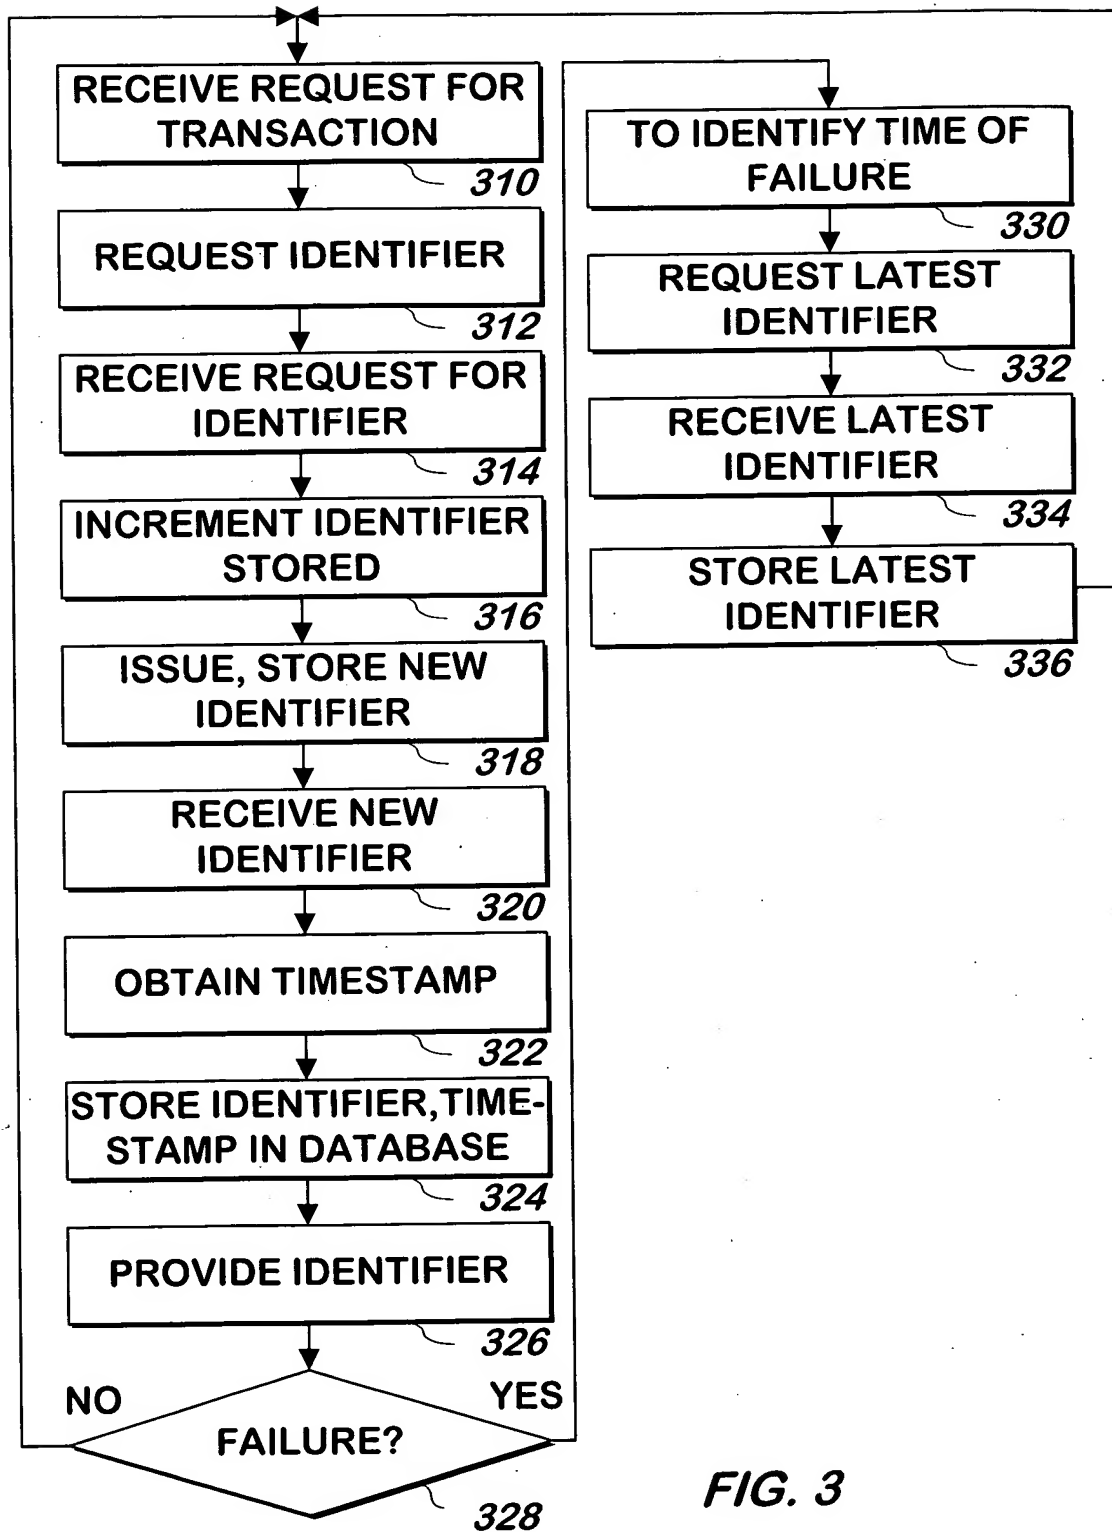 RECEIVE REQUEST FOR
TRANSACTION
310
REQUEST IDENTIFIER
312
RECEIVE REQUEST FOR
IDENTIFIER
314
INCREMENT IDENTIFIER
STORED
316
ISSUE, STORE NEW
IDENTIFIER
318
RECEIVE NEW
IDENTIFIER
320
OBTAIN TIMESTAMP
322
STORE IDENTIFIER, TIME-
STAMP IN DATABASE
324
PROVIDE IDENTIFIER
326
NO
YES
FAILURE?
328
TO IDENTIFY TIME OF
FAILURE
330
REQUEST LATEST
IDENTIFIER
332
RECEIVE LATEST
IDENTIFIER
334
STORE LATEST
IDENTIFIER
336
FIG. 3